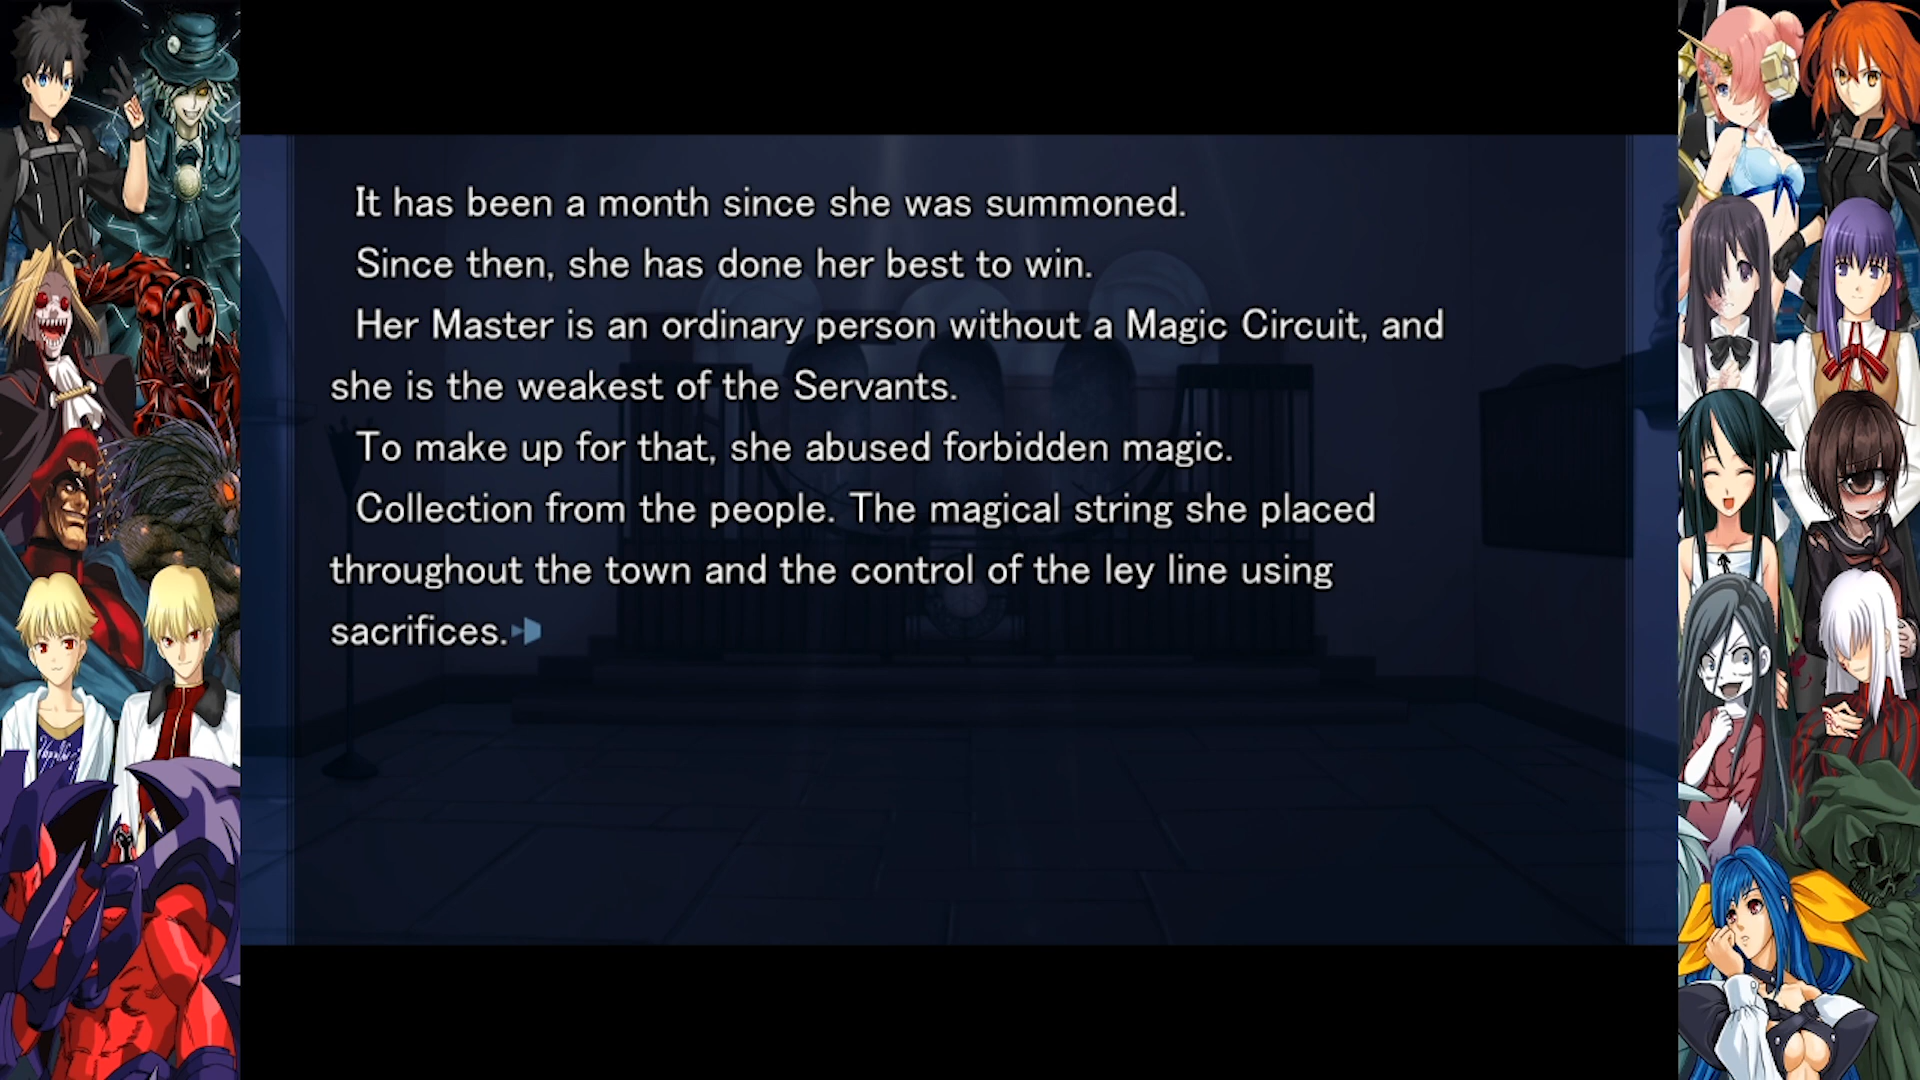 It has been a month since she was summoned.
Since then, she has done her best to win.
Her Master is an ordinary person without a Magic Circuit, and
she is the weakest of the Servants.
To make up for that, she abused forbidden magic.
Collection from the people. The magical string she placed
throughout the town and the control of the ley line using
sacrifices.